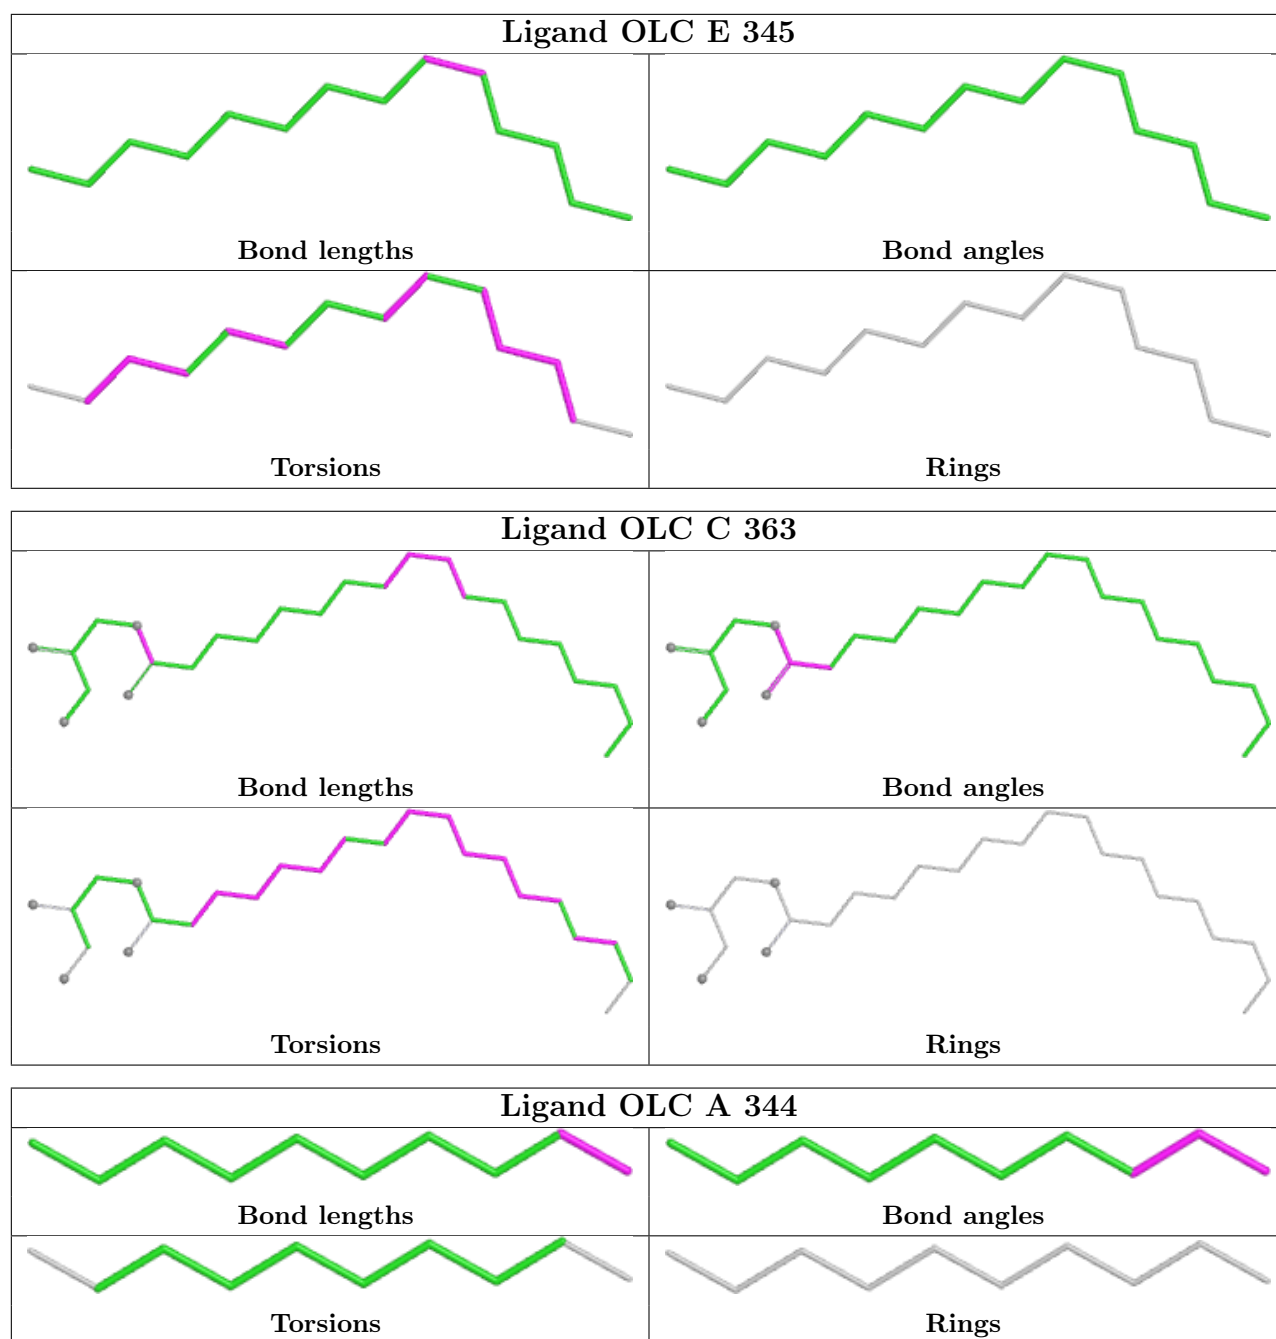 Ligand OLC E 345
Bond lengths
Bond angles
Torsions
Rings
Ligand OLC C 363
Bond lengths
Bond angles
Torsions
Rings
Ligand OLC A 344
Bond lengths
Bond angles
Torsions
Rings